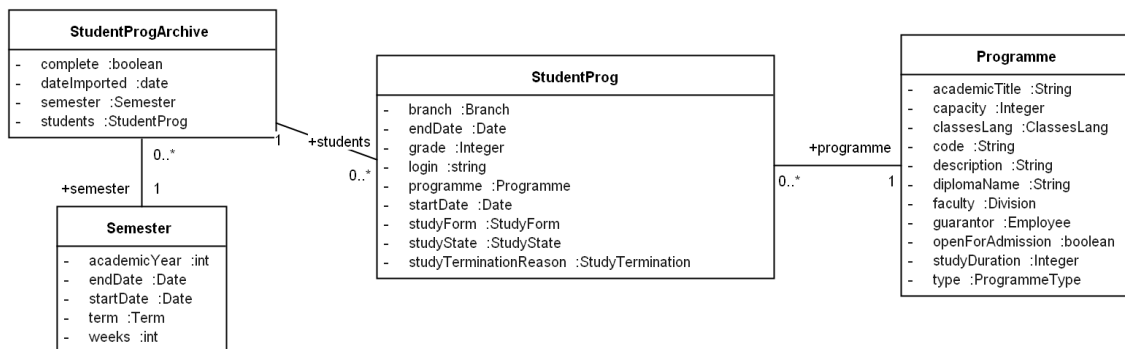 StudentProgArchive
- complete :boolean
- dateImported :date
- semester :Semester
- students :StudentProg
1
+students
0..*
0..*
+semester
1
Semester
- academicYear :int
- endDate :Date
- startDate :Date
- term :Term
- weeks :int
StudentProg
- branch :Branch
- endDate :Date
- grade :Integer
- login :string
- programme :Programme
- startDate :Date
- studyForm :StudyForm
- studyState :StudyState
- studyTerminationReason :StudyTermination
+programme
0..*
1
Programme
- academicTitle :String
- capacity :Integer
- classesLang :ClassesLang
- code :String
- description :String
- diplomaName :String
- faculty :Division
- guarantor :Employee
- openForAdmission :boolean
- studyDuration :Integer
- type :ProgrammeType